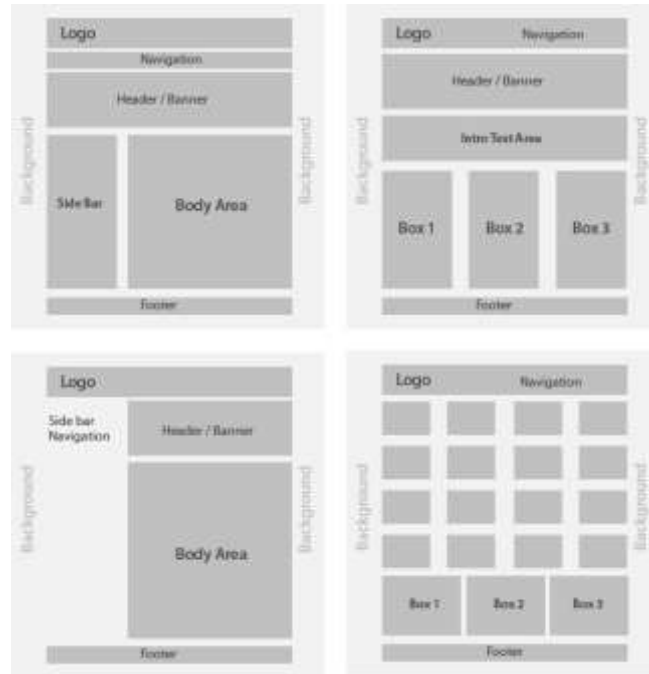 Logo
Navigation
Header / Banner
Background
Side Bar
Body Area
Background
Footer
Logo
Navigation
Header / Banner
Background
Intro Text Area
Background
Box 1
Box 2
Box 3
Footer
Logo
Side bar
Navigation
Header / Banner
Background
Body Area
Background
Footer
Logo
Navigation
Background
Background
Box 1
Box 2
Box 3
Footer